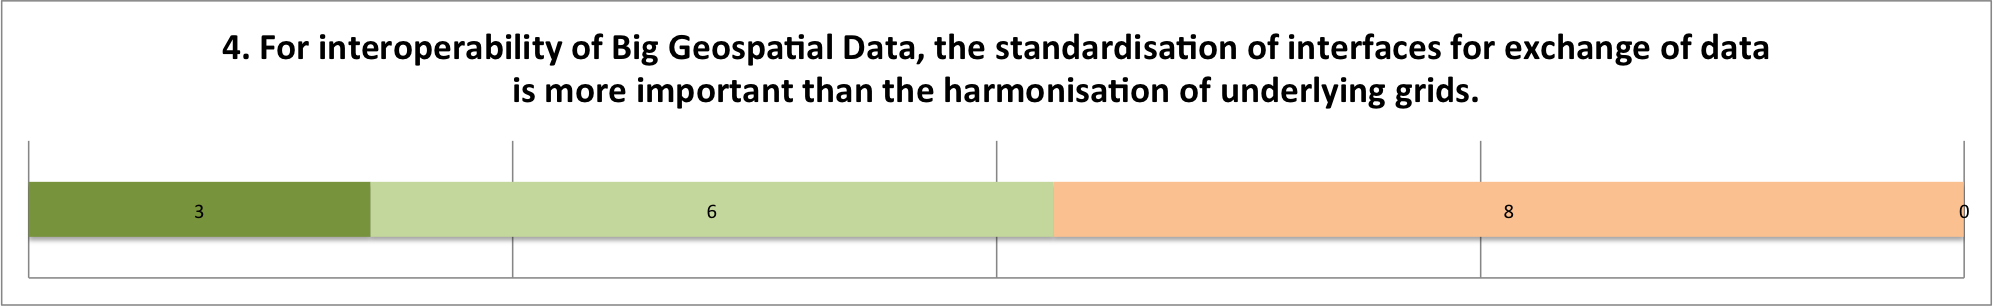 4. For interoperability of Big Geospatial Data, the standardisation of interfaces for exchange of data
is more important than the harmonisation of underlying grids.
3 6 8 0